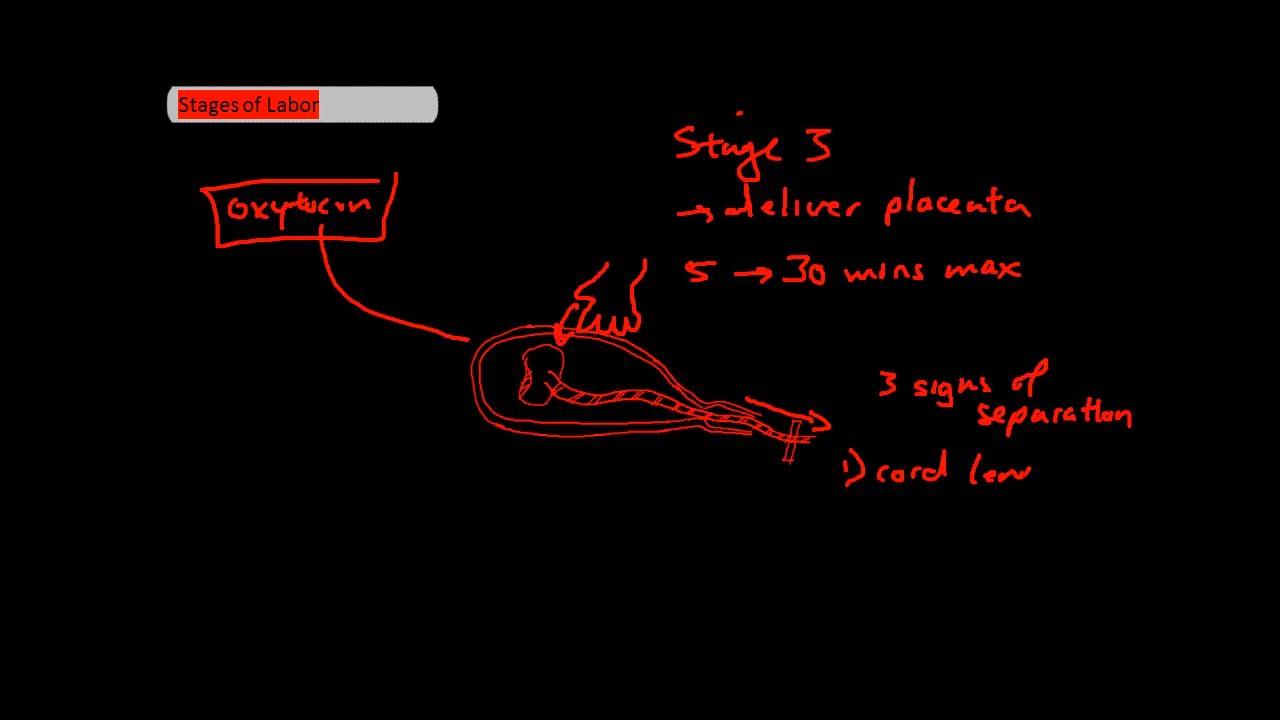 Stages of Labor
Stage 3
→ deliver placenta
oxytocin
5 → 30 mins max
3 signs of
separation
1) cord len